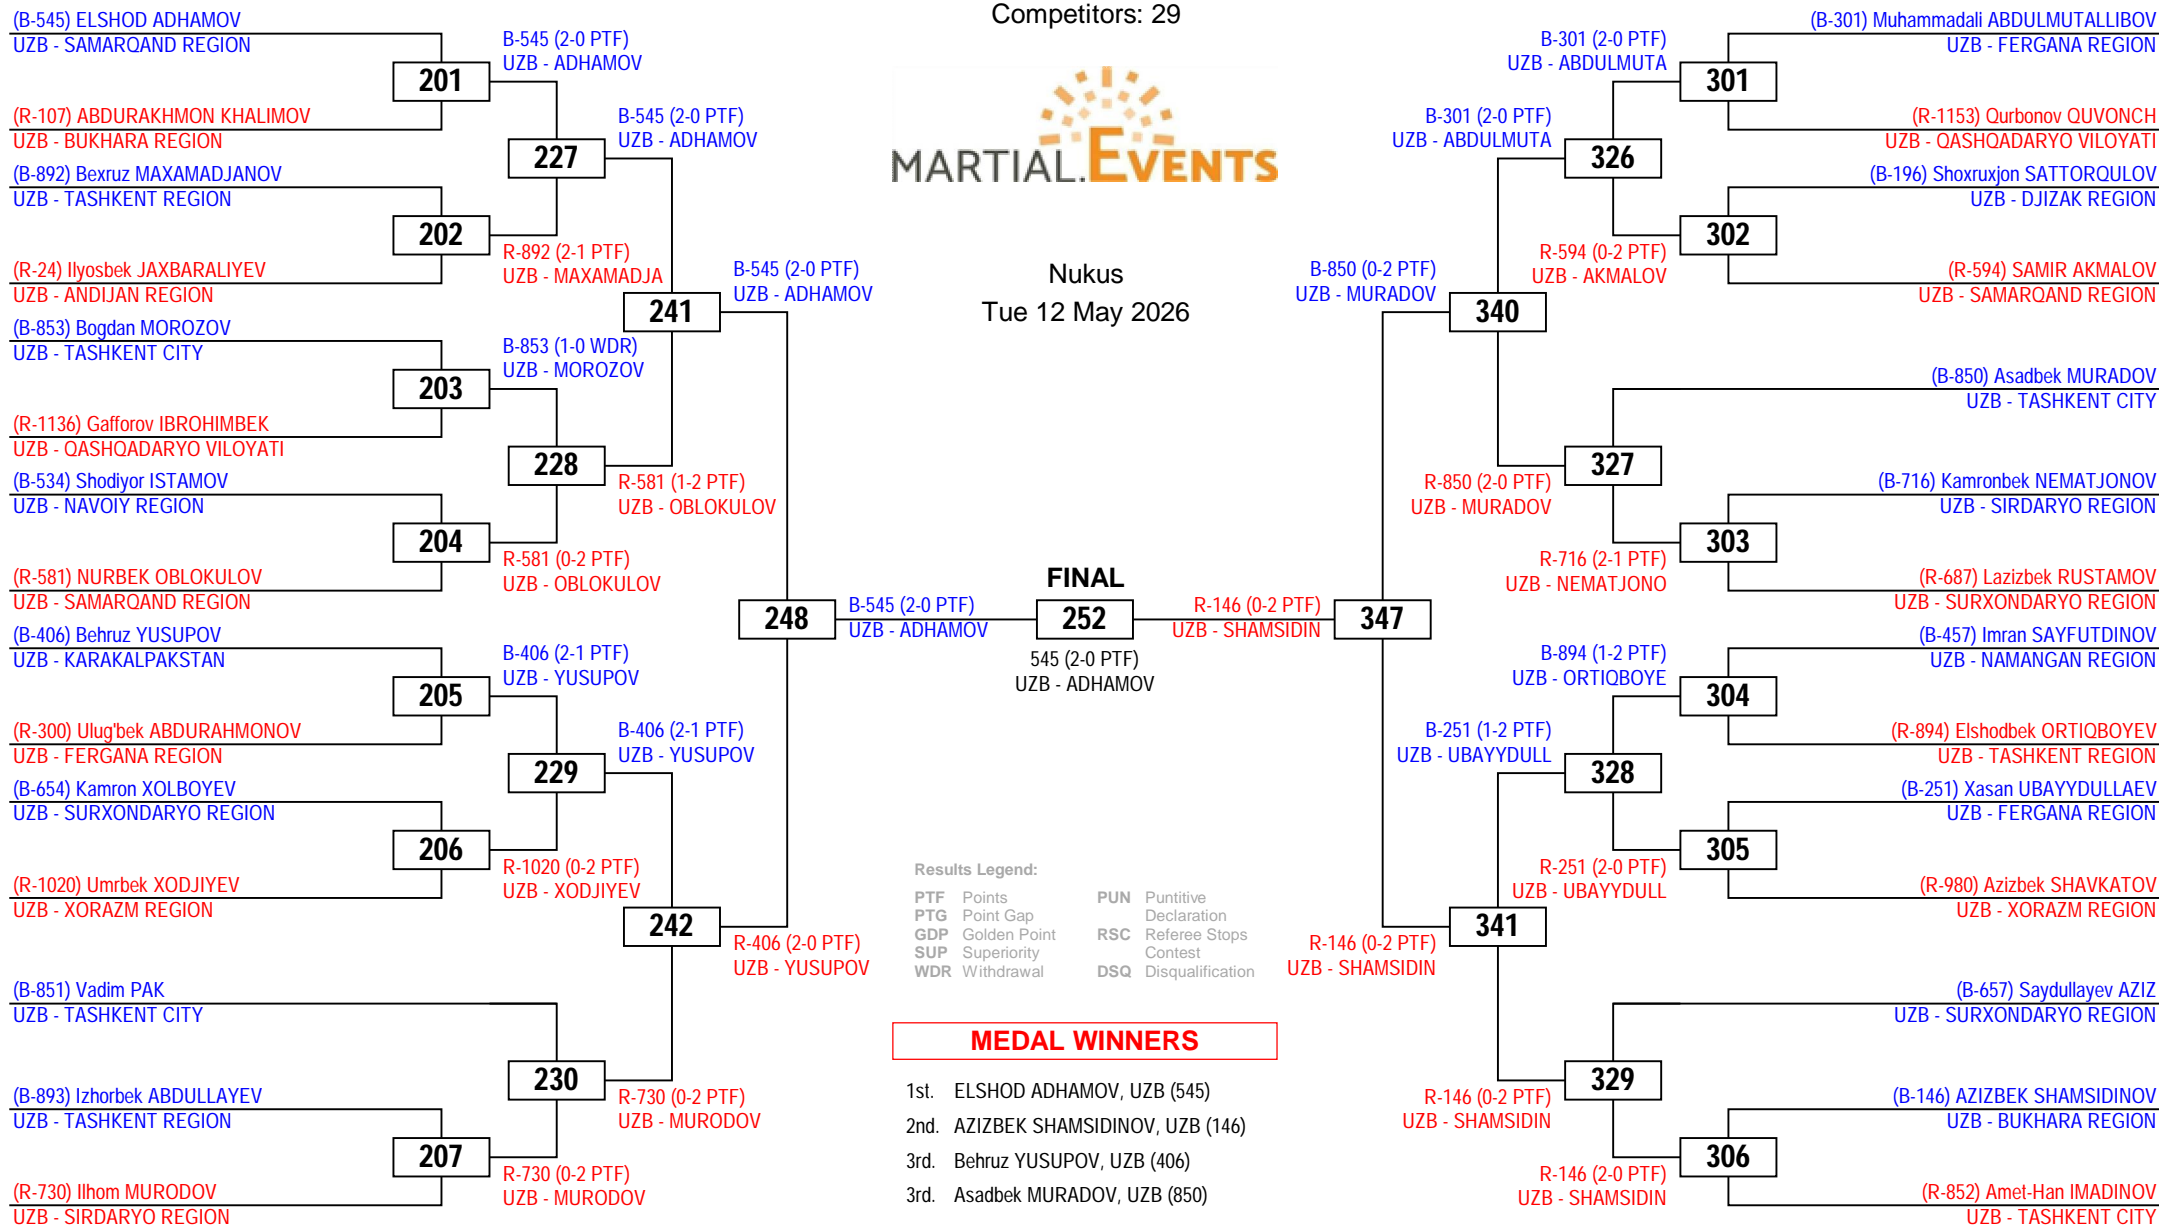 Competitors: 29
MARTIAL.EVENTS
Nukus
Tue 12 May 2026
(B-545) ELSHOD ADHAMOV
UZB - SAMARQAND REGION
(R-107) ABDURAKHMON KHALIMOV
UZB - BUKHARA REGION
(B-892) Bexruz MAXAMADJANOV
UZB - TASHKENT REGION
(R-24) Ilyosbek JAXBARALIYEV
UZB - ANDIJAN REGION
(B-853) Bogdan MOROZOV
UZB - TASHKENT CITY
(R-1136) Gafforov IBROHIMBEK
UZB - QASHQADARYO VILOYATI
(B-534) Shodiyor ISTAMOV
UZB - NAVOIY REGION
(R-581) NURBEK OBLOKULOV
UZB - SAMARQAND REGION
(B-406) Behruz YUSUPOV
UZB - KARAKALPAKSTAN
(R-300) Ulug'bek ABDURAHMONOV
UZB - FERGANA REGION
(B-654) Kamron XOLBOYEV
UZB - SURXONDARYO REGION
(R-1020) Umrbek XODJIYEV
UZB - XORAZM REGION
(B-851) Vadim PAK
UZB - TASHKENT CITY
(B-893) Izhorbek ABDULLAYEV
UZB - TASHKENT REGION
(R-730) Ilhom MURODOV
UZB - SIRDARYO REGION
201
202
203
204
205
206
207
B-545 (2-0 PTF)
UZB - ADHAMOV
R-892 (2-1 PTF)
UZB - MAXAMADJA
B-853 (1-0 WDR)
UZB - MOROZOV
R-581 (0-2 PTF)
UZB - OBLOKULOV
B-406 (2-1 PTF)
UZB - YUSUPOV
R-1020 (0-2 PTF)
UZB - XODJIYEV
R-730 (0-2 PTF)
UZB - MURODOV
227
228
229
230
B-545 (2-0 PTF)
UZB - ADHAMOV
R-581 (1-2 PTF)
UZB - OBLOKULOV
B-406 (2-1 PTF)
UZB - YUSUPOV
R-730 (0-2 PTF)
UZB - MURODOV
241
242
B-545 (2-0 PTF)
UZB - ADHAMOV
R-406 (2-0 PTF)
UZB - YUSUPOV
248
B-545 (2-0 PTF)
UZB - ADHAMOV
FINAL
252
545 (2-0 PTF)
UZB - ADHAMOV
R-146 (0-2 PTF)
UZB - SHAMSIDIN
347
B-850 (0-2 PTF)
UZB - MURADOV
R-146 (0-2 PTF)
UZB - SHAMSIDIN
340
341
B-301 (2-0 PTF)
UZB - ABDULMUTA
R-850 (2-0 PTF)
UZB - MURADOV
B-251 (1-2 PTF)
UZB - UBAYYDULL
R-146 (0-2 PTF)
UZB - SHAMSIDIN
326
327
328
329
B-301 (2-0 PTF)
UZB - ABDULMUTA
R-594 (0-2 PTF)
UZB - AKMALOV
R-716 (2-1 PTF)
UZB - NEMATJONO
B-894 (1-2 PTF)
UZB - ORTIQBOYE
R-251 (2-0 PTF)
UZB - UBAYYDULL
R-146 (2-0 PTF)
UZB - SHAMSIDIN
301
302
303
304
305
306
(B-301) Muhammadali ABDULMUTALLIBOV
UZB - FERGANA REGION
(R-1153) Qurbonov QUVONCH
UZB - QASHQADARYO VILOYATI
(B-196) Shoxruxjon SATTORQULOV
UZB - DJIZAK REGION
(R-594) SAMIR AKMALOV
UZB - SAMARQAND REGION
(B-850) Asadbek MURADOV
UZB - TASHKENT CITY
(B-716) Kamronbek NEMATJONOV
UZB - SIRDARYO REGION
(R-687) Lazizbek RUSTAMOV
UZB - SURXONDARYO REGION
(B-457) Imran SAYFUTDINOV
UZB - NAMANGAN REGION
(R-894) Elshodbek ORTIQBOYEV
UZB - TASHKENT REGION
(B-251) Xasan UBAYYDULLAEV
UZB - FERGANA REGION
(R-980) Azizbek SHAVKATOV
UZB - XORAZM REGION
(B-657) Saydullayev AZIZ
UZB - SURXONDARYO REGION
(B-146) AZIZBEK SHAMSIDINOV
UZB - BUKHARA REGION
(R-852) Amet-Han IMADINOV
UZB - TASHKENT CITY
Results Legend:
PTF Points
PTG Point Gap
GDP Golden Point
SUP Superiority
WDR Withdrawal
PUN Puntitive
Declaration
RSC Referee Stops
Contest
DSQ Disqualification
MEDAL WINNERS
1st. ELSHOD ADHAMOV, UZB (545)
2nd. AZIZBEK SHAMSIDINOV, UZB (146)
3rd. Behruz YUSUPOV, UZB (406)
3rd. Asadbek MURADOV, UZB (850)